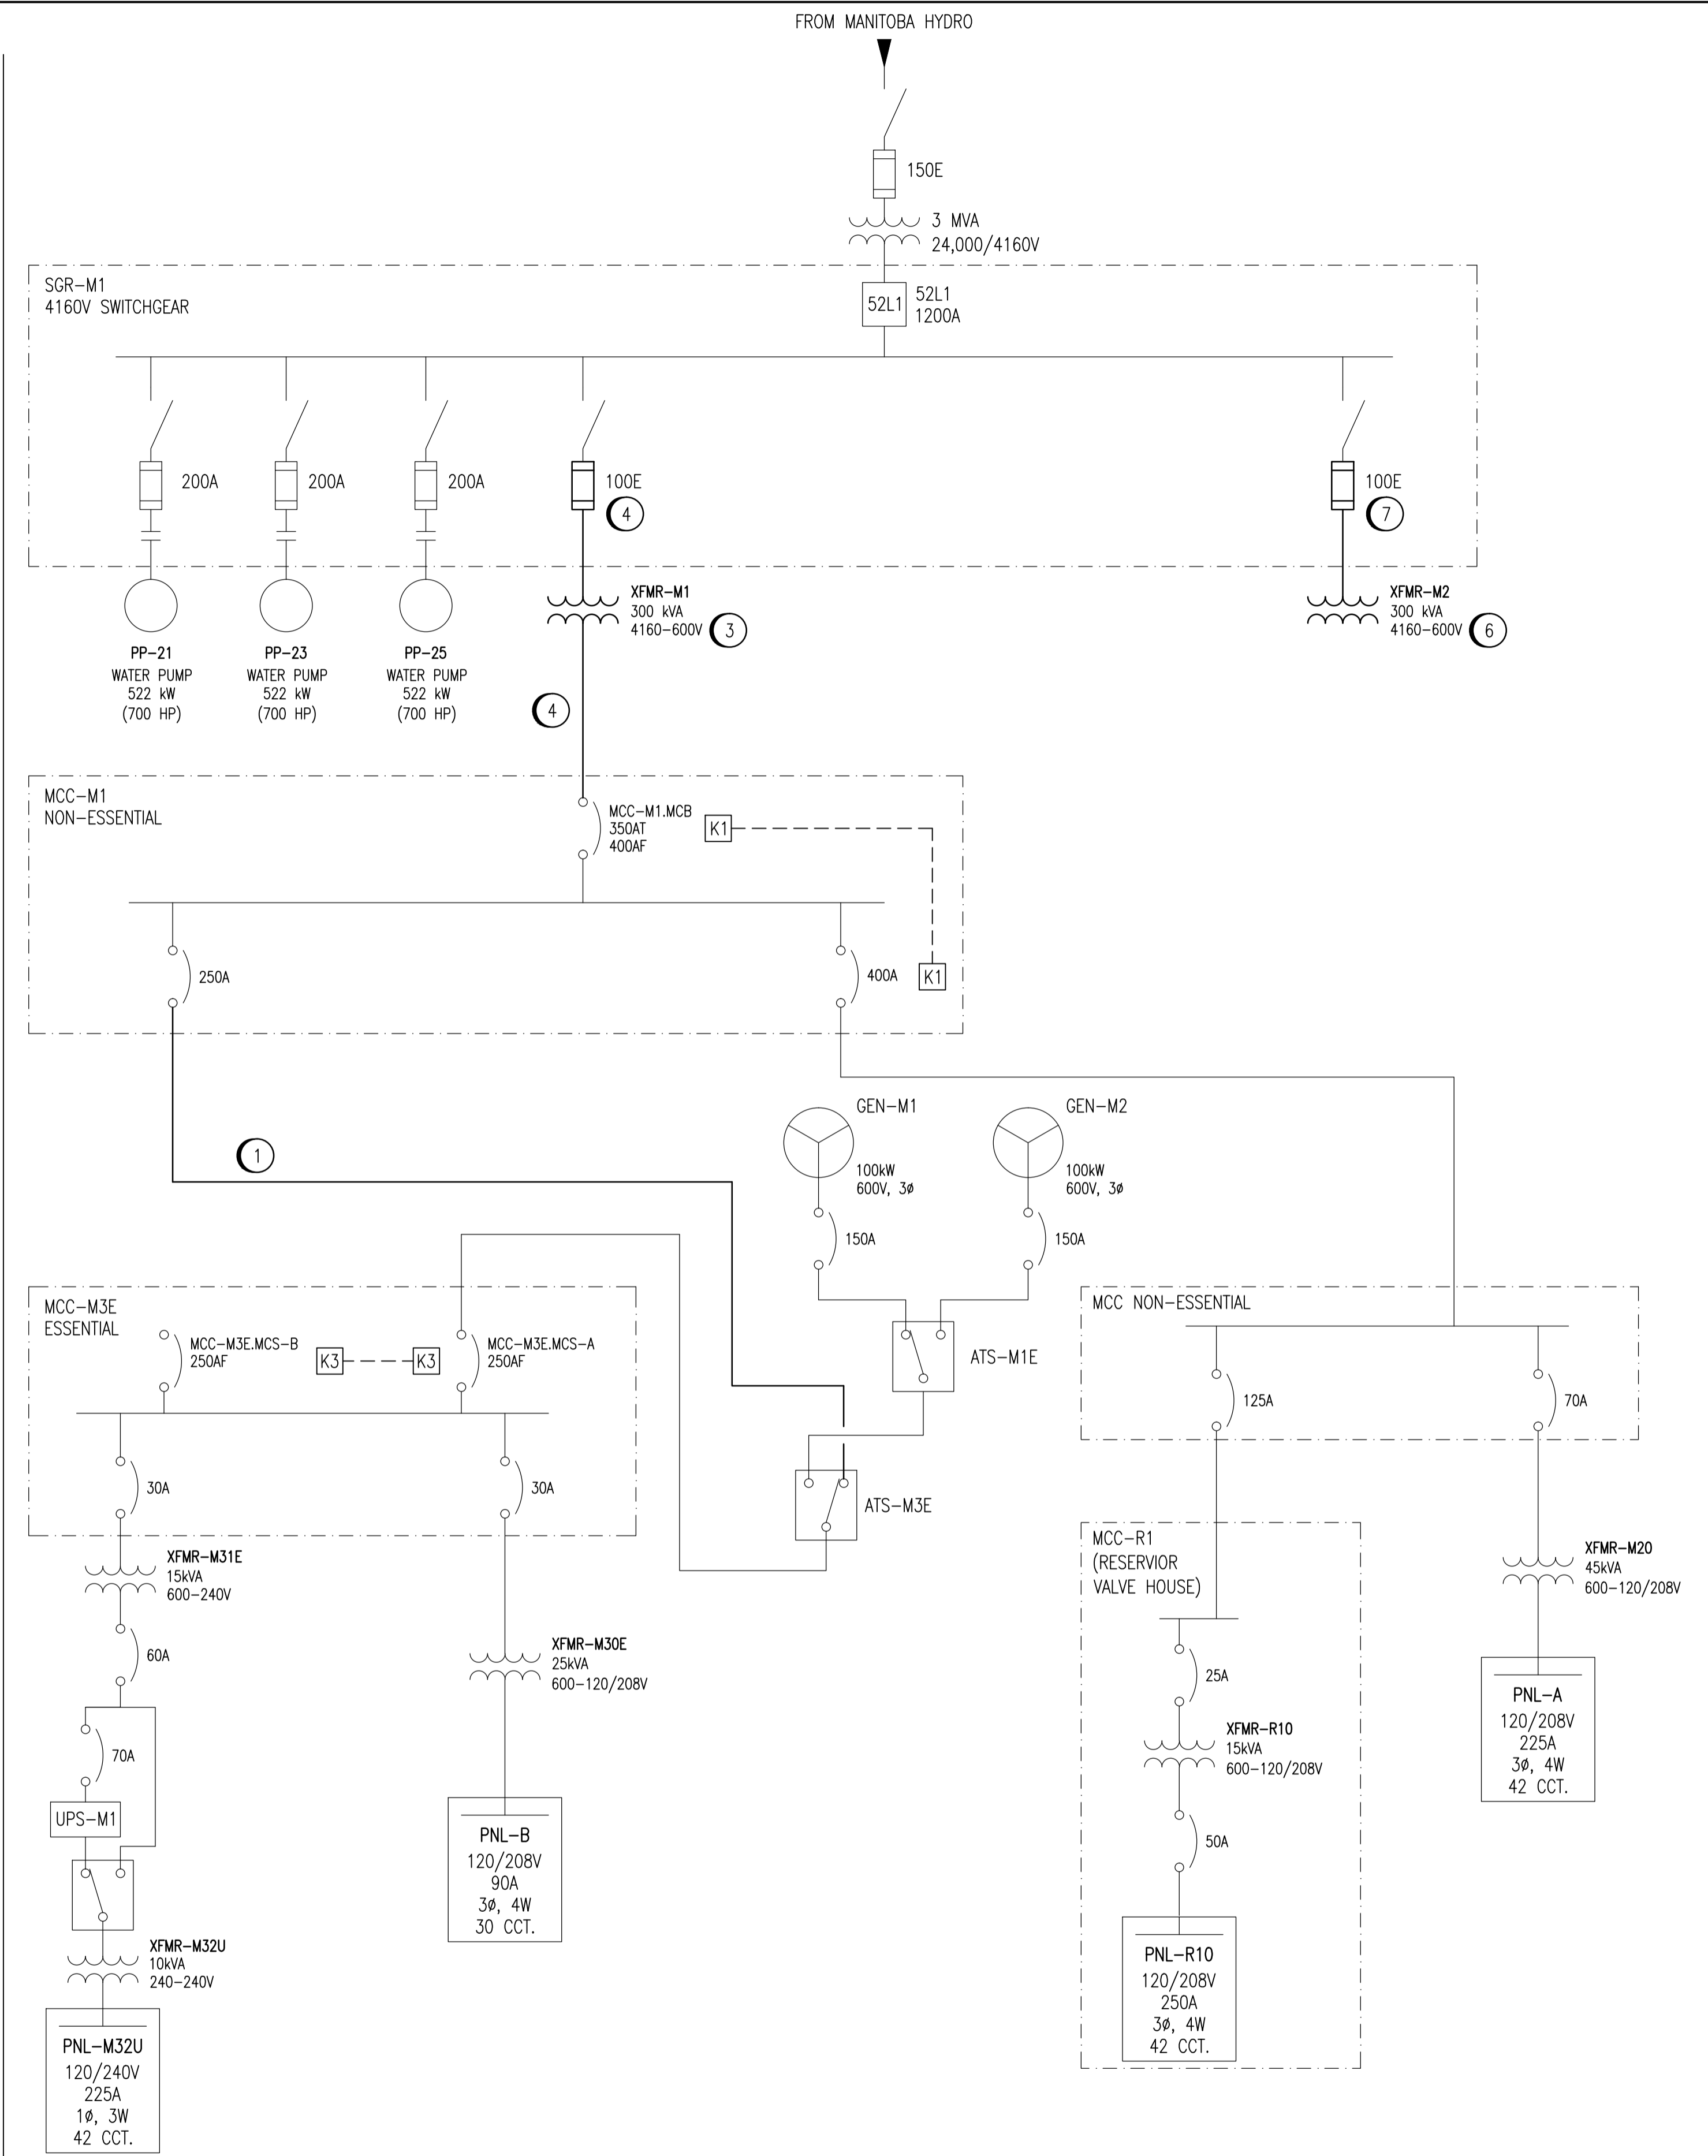 FROM MANITOBA HYDRO
150E
3 MVA
24,000/4160V
SGR-M1
4160V SWITCHGEAR
52L1
52L1
1200A
200A
200A
200A
100E
4
100E
7
PP-21
WATER PUMP
522 kW
(700 HP)
PP-23
WATER PUMP
522 kW
(700 HP)
PP-25
WATER PUMP
522 kW
(700 HP)
XFMR-M1
300 kVA
4160-600V
3
XFMR-M2
300 kVA
4160-600V
6
4
MCC-M1
NON-ESSENTIAL
MCC-M1.MCB
350AT
400AF
K1
250A
400A
K1
1
GEN-M1
100kW
600V, 3ø
150A
GEN-M2
100kW
600V, 3ø
150A
MCC-M3E
ESSENTIAL
MCC-M3E.MCS-B
250AF
K3
K3
MCC-M3E.MCS-A
250AF
30A
30A
ATS-M1E
ATS-M3E
MCC NON-ESSENTIAL
125A
70A
XFMR-M31E
15kVA
600-240V
60A
70A
UPS-M1
XFMR-M32U
10kVA
240-240V
PNL-M32U
120/240V
225A
1ø, 3W
42 CCT.
XFMR-M30E
25kVA
600-120/208V
PNL-B
120/208V
90A
3ø, 4W
30 CCT.
MCC-R1
(RESERVIOR
VALVE HOUSE)
25A
XFMR-R10
15kVA
600-120/208V
50A
PNL-R10
120/208V
250A
3ø, 4W
42 CCT.
XFMR-M20
45kVA
600-120/208V
PNL-A
120/208V
225A
3ø, 4W
42 CCT.